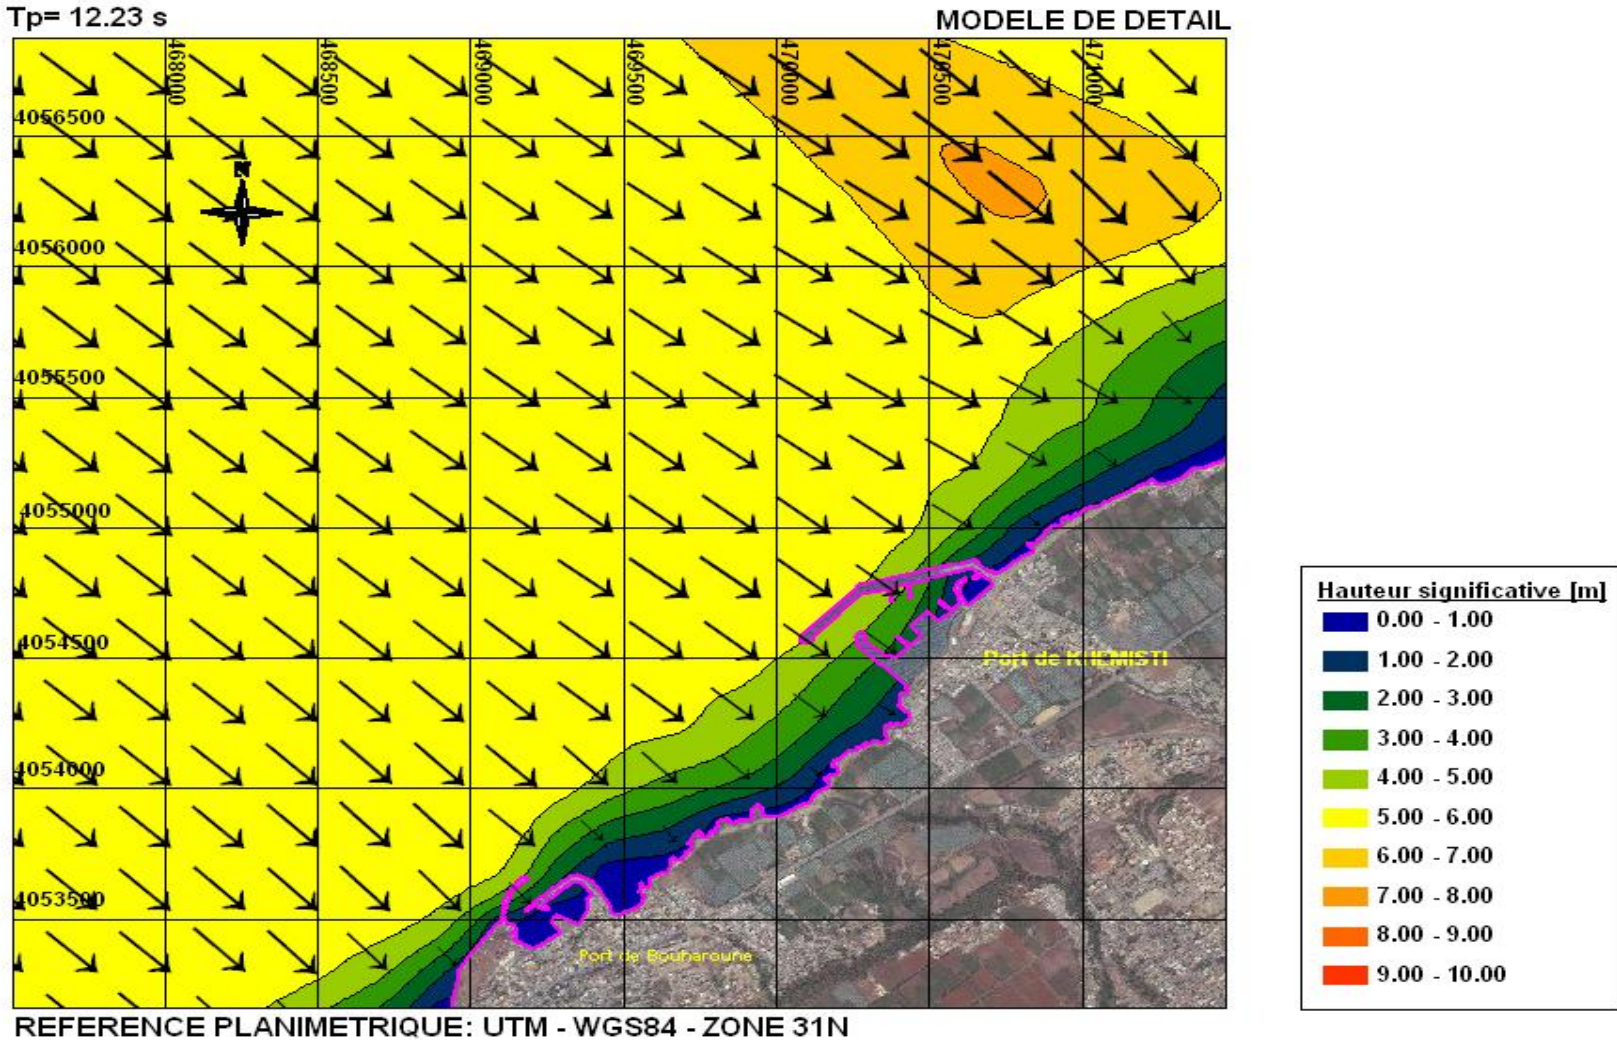 Tp= 12.23 s
MODELE DE DETAIL
468000
468500
469000
469500
470000
470500
471000
4056500
N
4056000
4055500
4055000
4054500
Port de KHEMISTI
4054000
4053500
Port de Bouharoune
REFERENCE PLANIMETRIQUE: UTM - WGS84 - ZONE 31N
Hauteur significative [m]
0.00 - 1.00
1.00 - 2.00
2.00 - 3.00
3.00 - 4.00
4.00 - 5.00
5.00 - 6.00
6.00 - 7.00
7.00 - 8.00
8.00 - 9.00
9.00 - 10.00